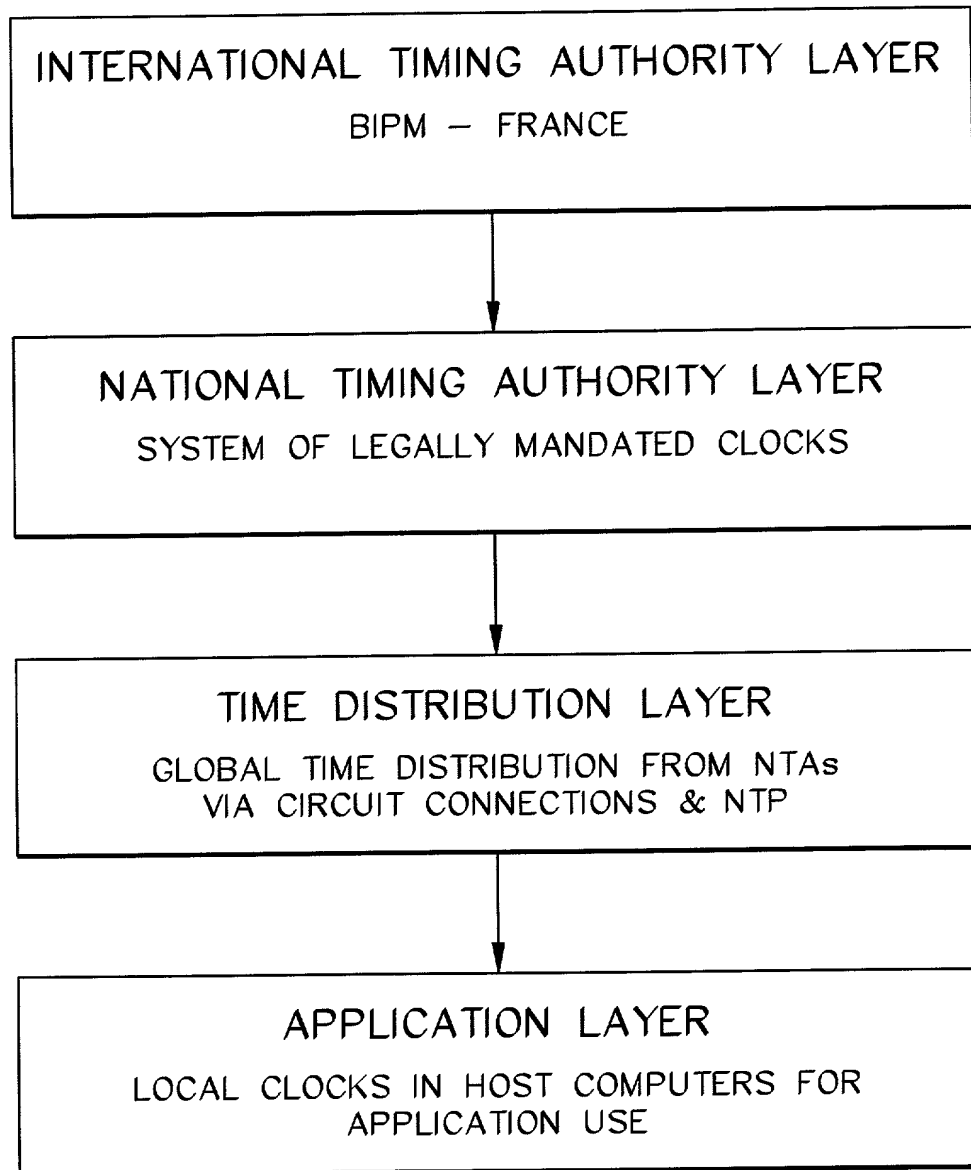 INTERNATIONAL TIMING AUTHORITY LAYER
BIPM – FRANCE
NATIONAL TIMING AUTHORITY LAYER
SYSTEM OF LEGALLY MANDATED CLOCKS
TIME DISTRIBUTION LAYER
GLOBAL TIME DISTRIBUTION FROM NTAs
VIA CIRCUIT CONNECTIONS & NTP
APPLICATION LAYER
LOCAL CLOCKS IN HOST COMPUTERS FOR
APPLICATION USE